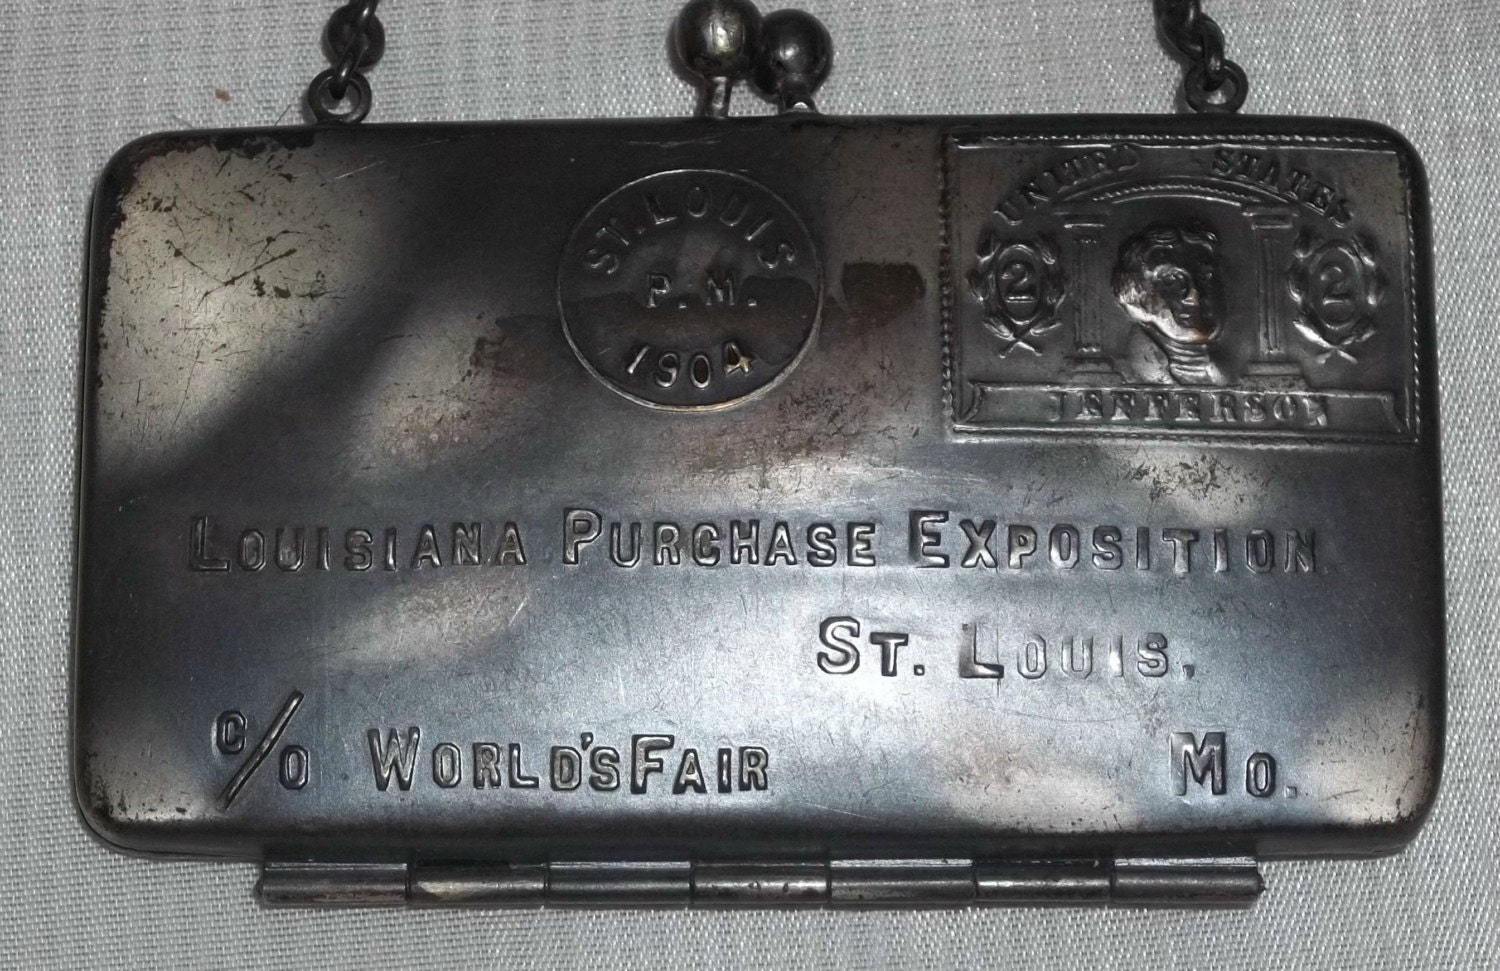 ST. LOUIS
P.M.
1904
UNITED STATES
2 2
JEFFERSON
LOUISIANA PURCHASE EXPOSITION
ST. LOUIS,
C/O WORLD'S FAIR MO.